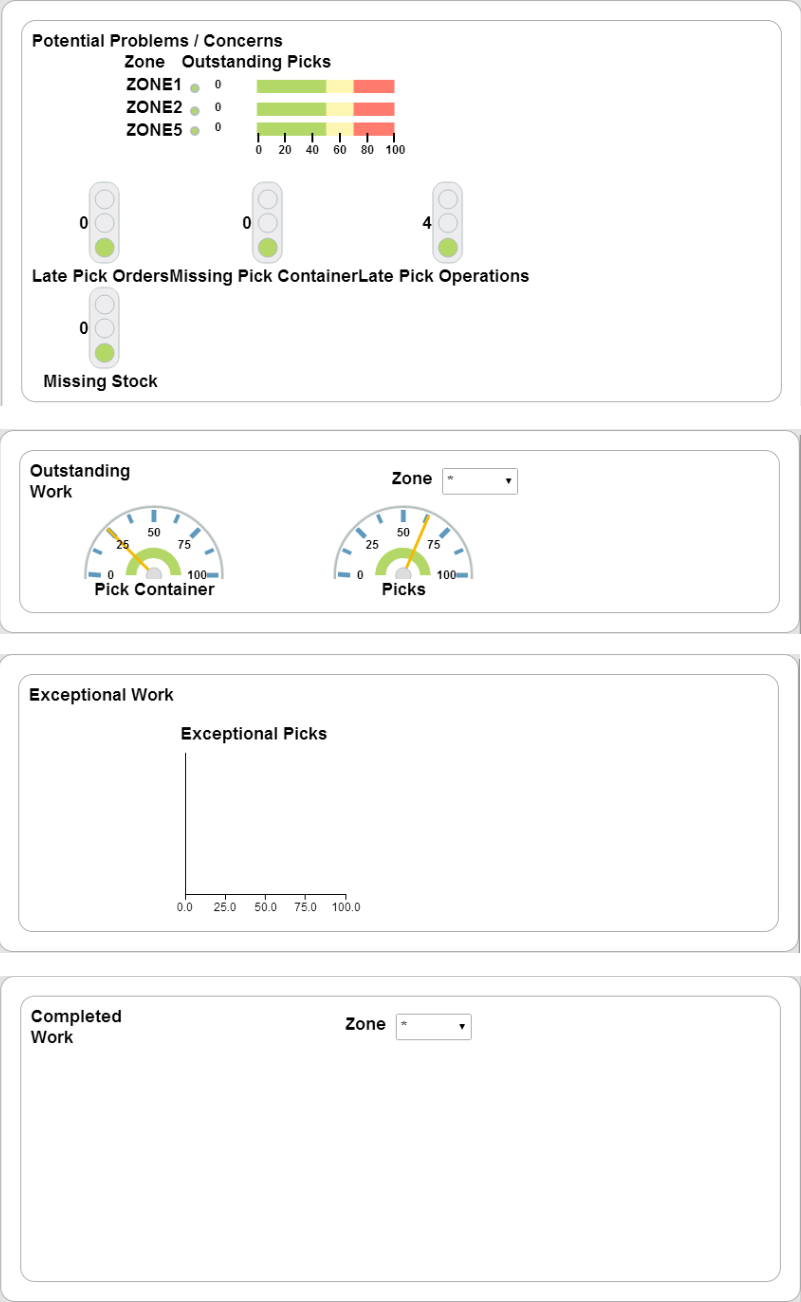 Potential Problems / Concerns
Zone Outstanding Picks
ZONE1 0
ZONE2 0
ZONE5 0
0 20 40 60 80 100
0 0 4
Late Pick Orders Missing Pick Container Late Pick Operations
0
Missing Stock
Outstanding
Work
Zone *
0 25 50 75 100 0 25 50 75 100
Pick Container Picks
Exceptional Work
Exceptional Picks
0.0 25.0 50.0 75.0 100.0
Completed
Work
Zone *